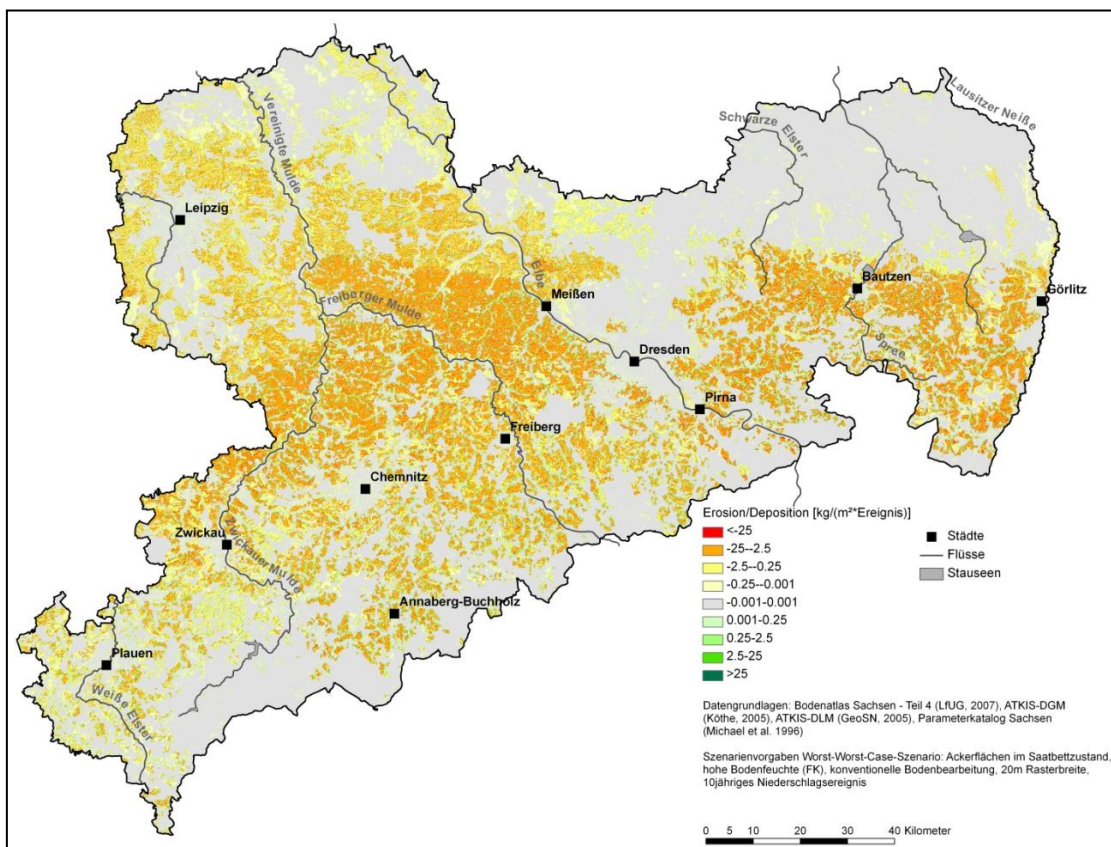 Lausitzer Neiße
Schwarze Elster
Vereinigte Mulde
Leipzig
Elbe
Bautzen
Görlitz
Meißen
Freiberger Mulde
Spree
Dresden
Pirna
Freiberg
Chemnitz
Zwickau
Zwickauer Mulde
Annaberg-Buchholz
Plauen
Weiße Elster
Erosion/Deposition [kg/(m²*Ereignis)]
<-25
-25--2.5
-2.5--0.25
-0.25--0.001
-0.001-0.001
0.001-0.25
0.25-2.5
2.5-25
>25
Städte
Flüsse
Stauseen
Datengrundlagen: Bodenatlas Sachsen - Teil 4 (LfUG, 2007), ATKIS-DGM
(Köthe, 2005), ATKIS-DLM (GeoSN, 2005), Parameterkatalog Sachsen
(Michael et al. 1996)
Szenarienvorgaben Worst-Worst-Case-Szenario: Ackerflächen im Saatbettzustand,
hohe Bodenfeuchte (FK), konventionelle Bodenbearbeitung, 20m Rasterbreite,
10jähriges Niederschlagsereignis
0 5 10 20 30 40 Kilometer